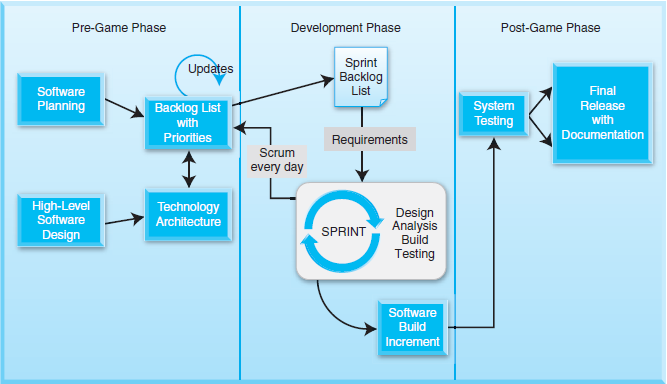 Pre-Game Phase
Development Phase
Post-Game Phase
Updates
Software
Planning
Backlog List
with
Priorities
High-Level
Software
Design
Technology
Architecture
Sprint
Backlog
List
Requirements
Scrum
every day
SPRINT
Design
Analysis
Build
Testing
Software
Build
Increment
System
Testing
Final
Release
with
Documentation